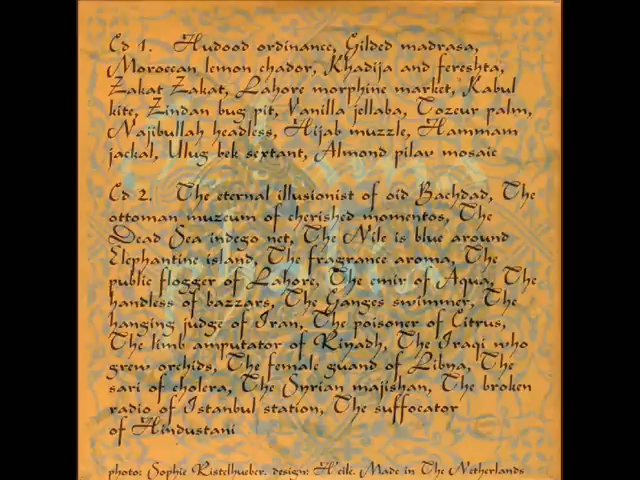 Cd 1. Hudood ordinance, Gilded madrasa,
Moroccan lemon chador, Khadija and fereshta,
Zakat Zakat, Lahore morphine market, Kabul
kite, Zindan bug pit, Vanilla jellaba, Tozeur palm,
Najibullah headless, Hijab muzzle, Hammam
jackal, Ulug bek sextant, Almond pilav mosaic
Cd 2. The eternal illusionist of old Bachdad, The
ottoman muzeum of cherished momentos, The
Dead Sea indego net, The Nile is blue around
Elephantine island, The fragrance aroma, The
public flogger of Lahore, The emir of Aqua, The
handless of bazzars, The Ganges swimmer, The
hanging judge of Iran, The poisoner of Citrus,
The limb amputator of Riyadh, The Iraqi who
grew orchids, The female guand of Libya, The
sari of cholera, The Syrian majishan, The broken
radio of Istanbul station, The suffocator
of Hindustani
photo: Sophie Ristelhueber. design: H'eile. Made in The Netherlands